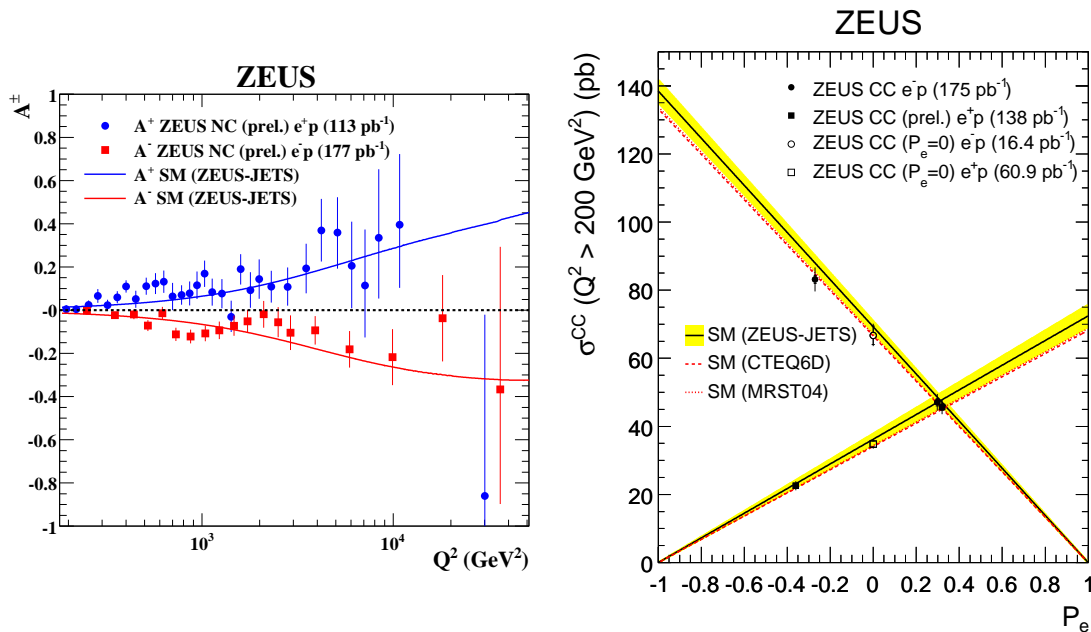 ZEUS
A±
1
0.8
0.6
0.4
0.2
-0
-0.2
-0.4
-0.6
-0.8
-1
A+ ZEUS NC (prel.) e+p (113 pb-1)
A- ZEUS NC (prel.) e-p (177 pb-1)
A+ SM (ZEUS-JETS)
A- SM (ZEUS-JETS)
10³ 10⁴
Q² (GeV²)
ZEUS
σCC (Q² > 200 GeV²) (pb)
140
120
100
80
60
40
20
0
ZEUS CC e-p (175 pb-1)
ZEUS CC (prel.) e+p (138 pb-1)
ZEUS CC (Pe=0) e-p (16.4 pb-1)
ZEUS CC (Pe=0) e+p (60.9 pb-1)
SM (ZEUS-JETS)
SM (CTEQ6D)
SM (MRST04)
-1 -0.8 -0.6 -0.4 -0.2 0 0.2 0.4 0.6 0.8 1
Pe